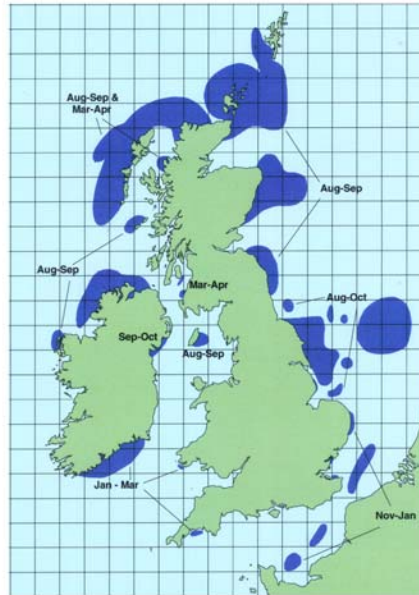 Aug-Sep &
Mar-Apr
Aug-Sep
Aug-Sep
Mar-Apr
Aug-Oct
Sep-Oct
Aug-Sep
Jan - Mar
Nov-Jan